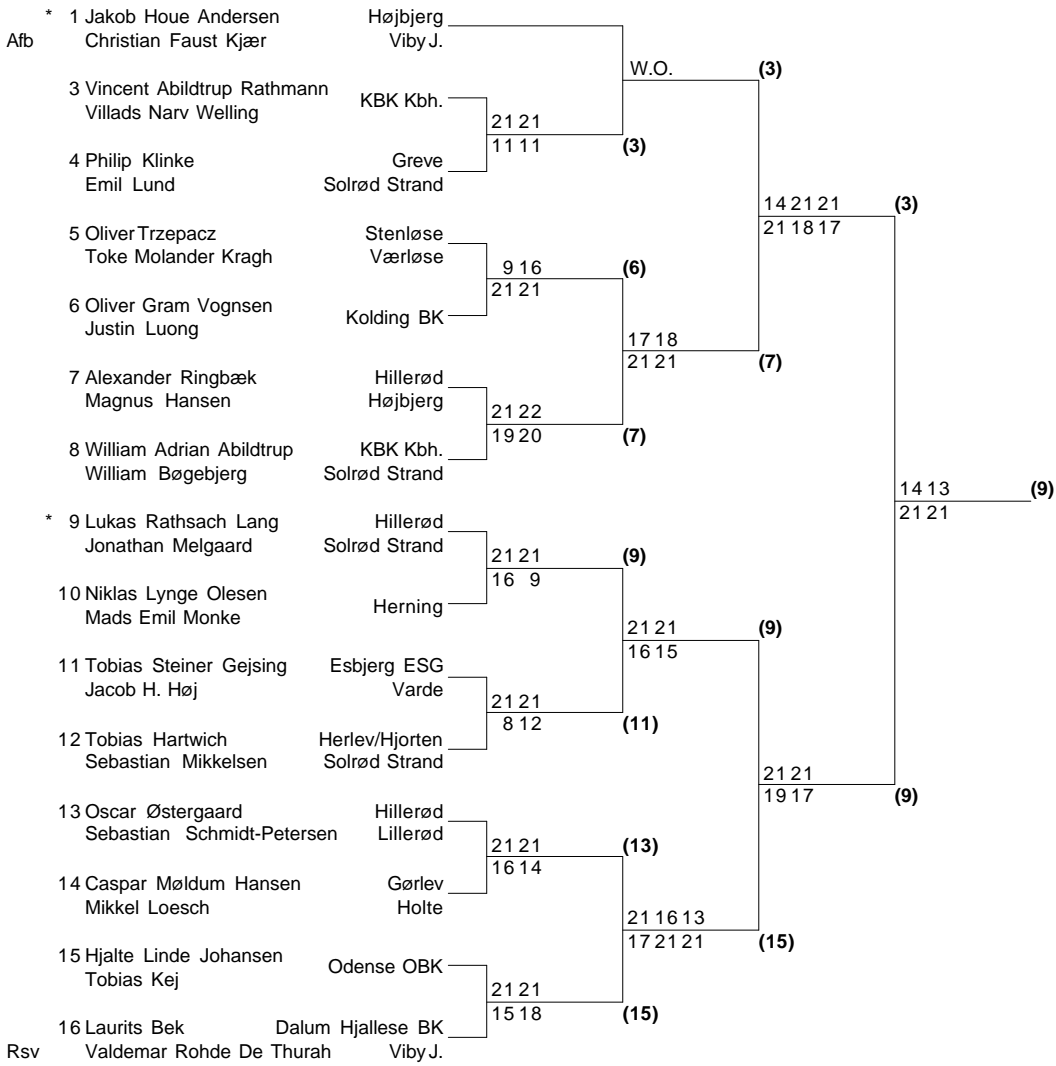 * 1 Jakob Houe Andersen Højbjerg
Afb Christian Faust Kjær Viby J.
W.O. (3)
3 Vincent Abildtrup Rathmann KBK Kbh.
Villads Narv Welling
21 21
11 11 (3)
4 Philip Klinke Greve
Emil Lund Solrød Strand
14 21 21 (3)
21 18 17
5 Oliver Trzepacz Stenløse
Toke Molander Kragh Værløse
9 16 (6)
21 21
6 Oliver Gram Vognsen Kolding BK
Justin Luong
17 18
21 21 (7)
7 Alexander Ringbæk Hillerød
Magnus Hansen Højbjerg
21 22
19 20 (7)
8 William Adrian Abildtrup KBK Kbh.
William Bøgebjerg Solrød Strand
14 13 (9)
21 21
* 9 Lukas Rathsach Lang Hillerød
Jonathan Melgaard Solrød Strand
21 21 (9)
16 9
10 Niklas Lynge Olesen Herning
Mads Emil Monke
21 21 (9)
16 15
11 Tobias Steiner Gejsing Esbjerg ESG
Jacob H. Høj Varde
21 21
8 12 (11)
12 Tobias Hartwich Herlev/Hjorten
Sebastian Mikkelsen Solrød Strand
21 21
19 17 (9)
13 Oscar Østergaard Hillerød
Sebastian Schmidt-Petersen Lillerød
21 21 (13)
16 14
14 Caspar Møldum Hansen Gørlev
Mikkel Loesch Holte
21 16 13
17 21 21 (15)
15 Hjalte Linde Johansen Odense OBK
Tobias Kej
21 21
15 18 (15)
16 Laurits Bek Dalum Hjallese BK
Rsv Valdemar Rohde De Thurah Viby J.